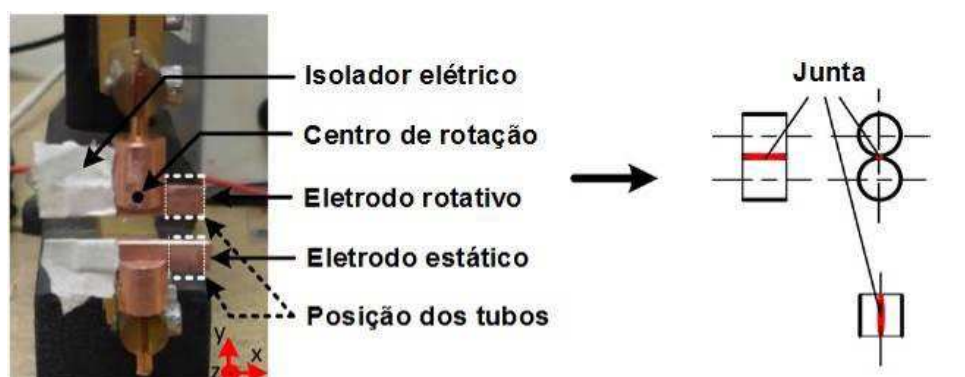 Isolador elétrico
Centro de rotação
Eletrodo rotativo
Eletrodo estático
Posição dos tubos
y
x
z
Junta